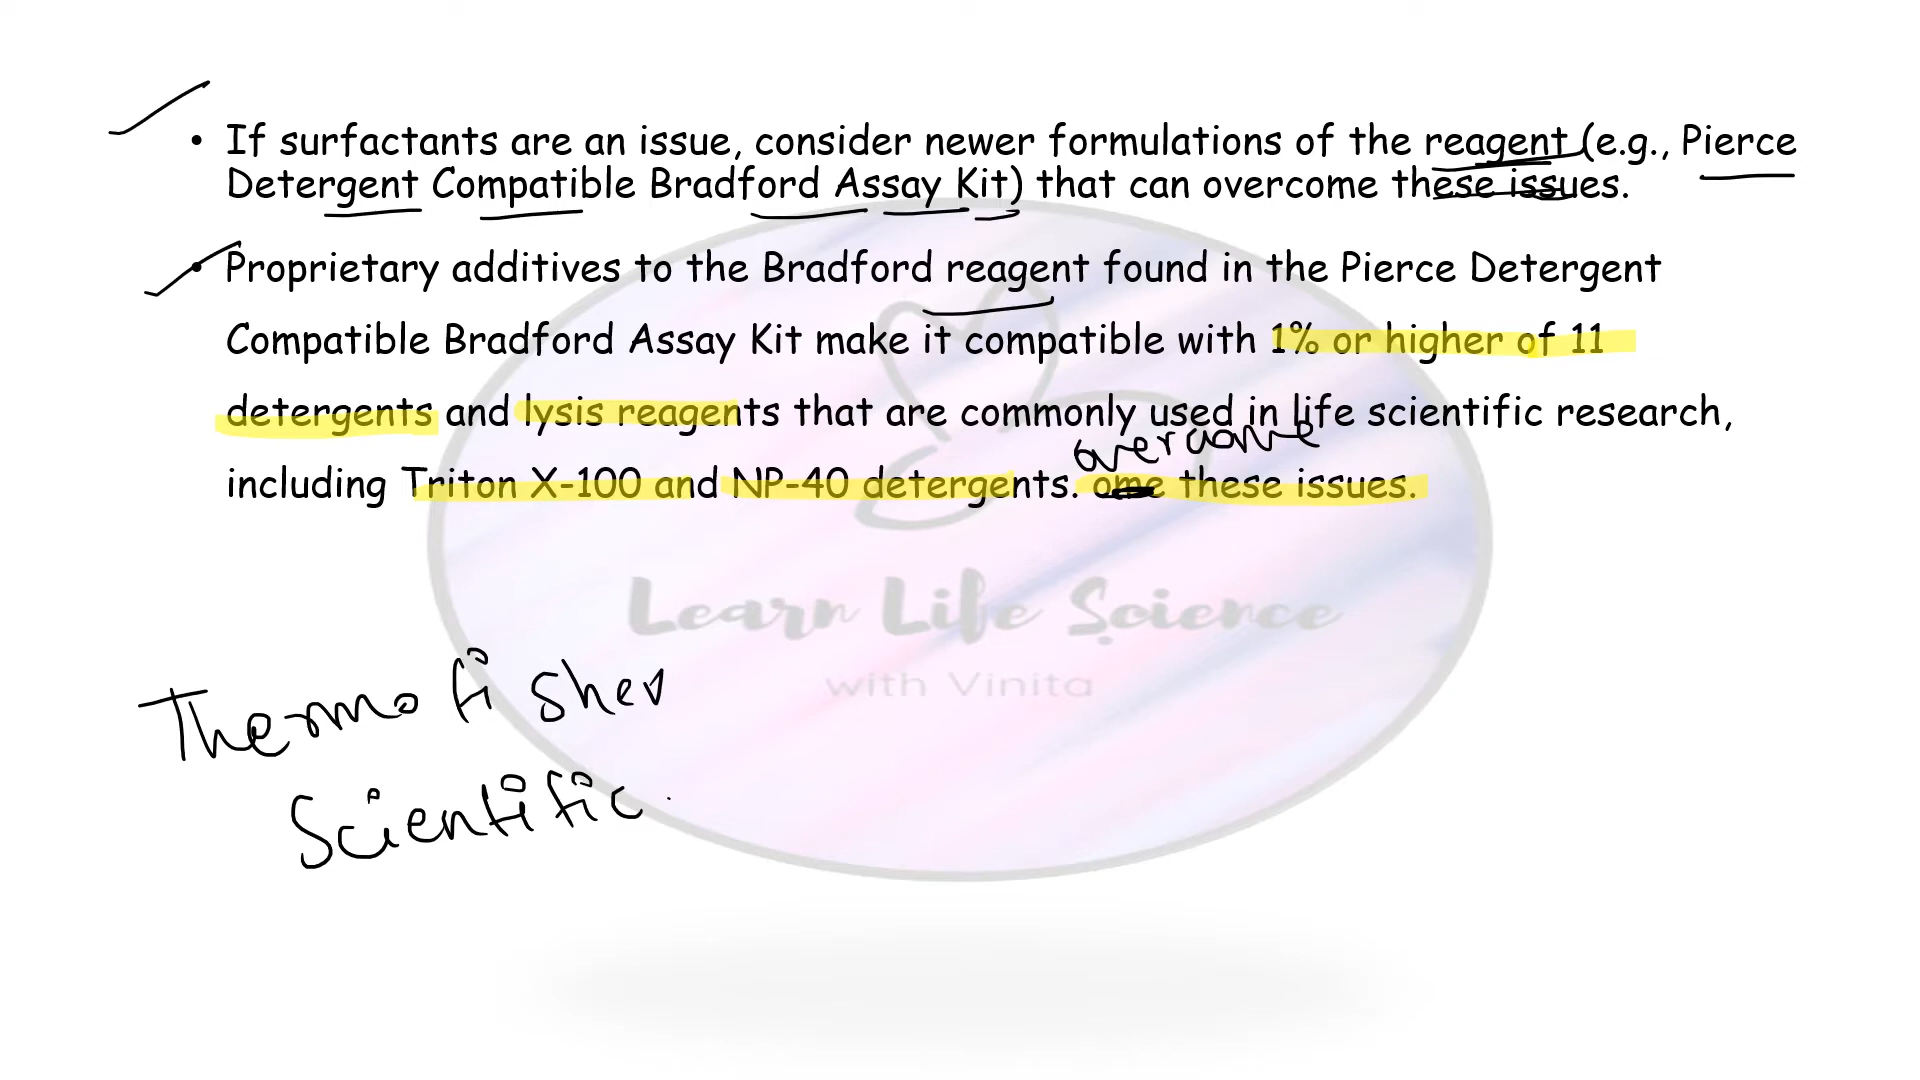 • If surfactants are an issue, consider newer formulations of the reagent (e.g., Pierce
Detergent Compatible Bradford Assay Kit) that can overcome these issues.
• Proprietary additives to the Bradford reagent found in the Pierce Detergent
Compatible Bradford Assay Kit make it compatible with 1% or higher of 11
detergents and lysis reagents that are commonly used in life scientific research,
overcome
including Triton X-100 and NP-40 detergents. ome these issues.
Learn Life Science
with Vinita
Thermo fisher
Scientific.